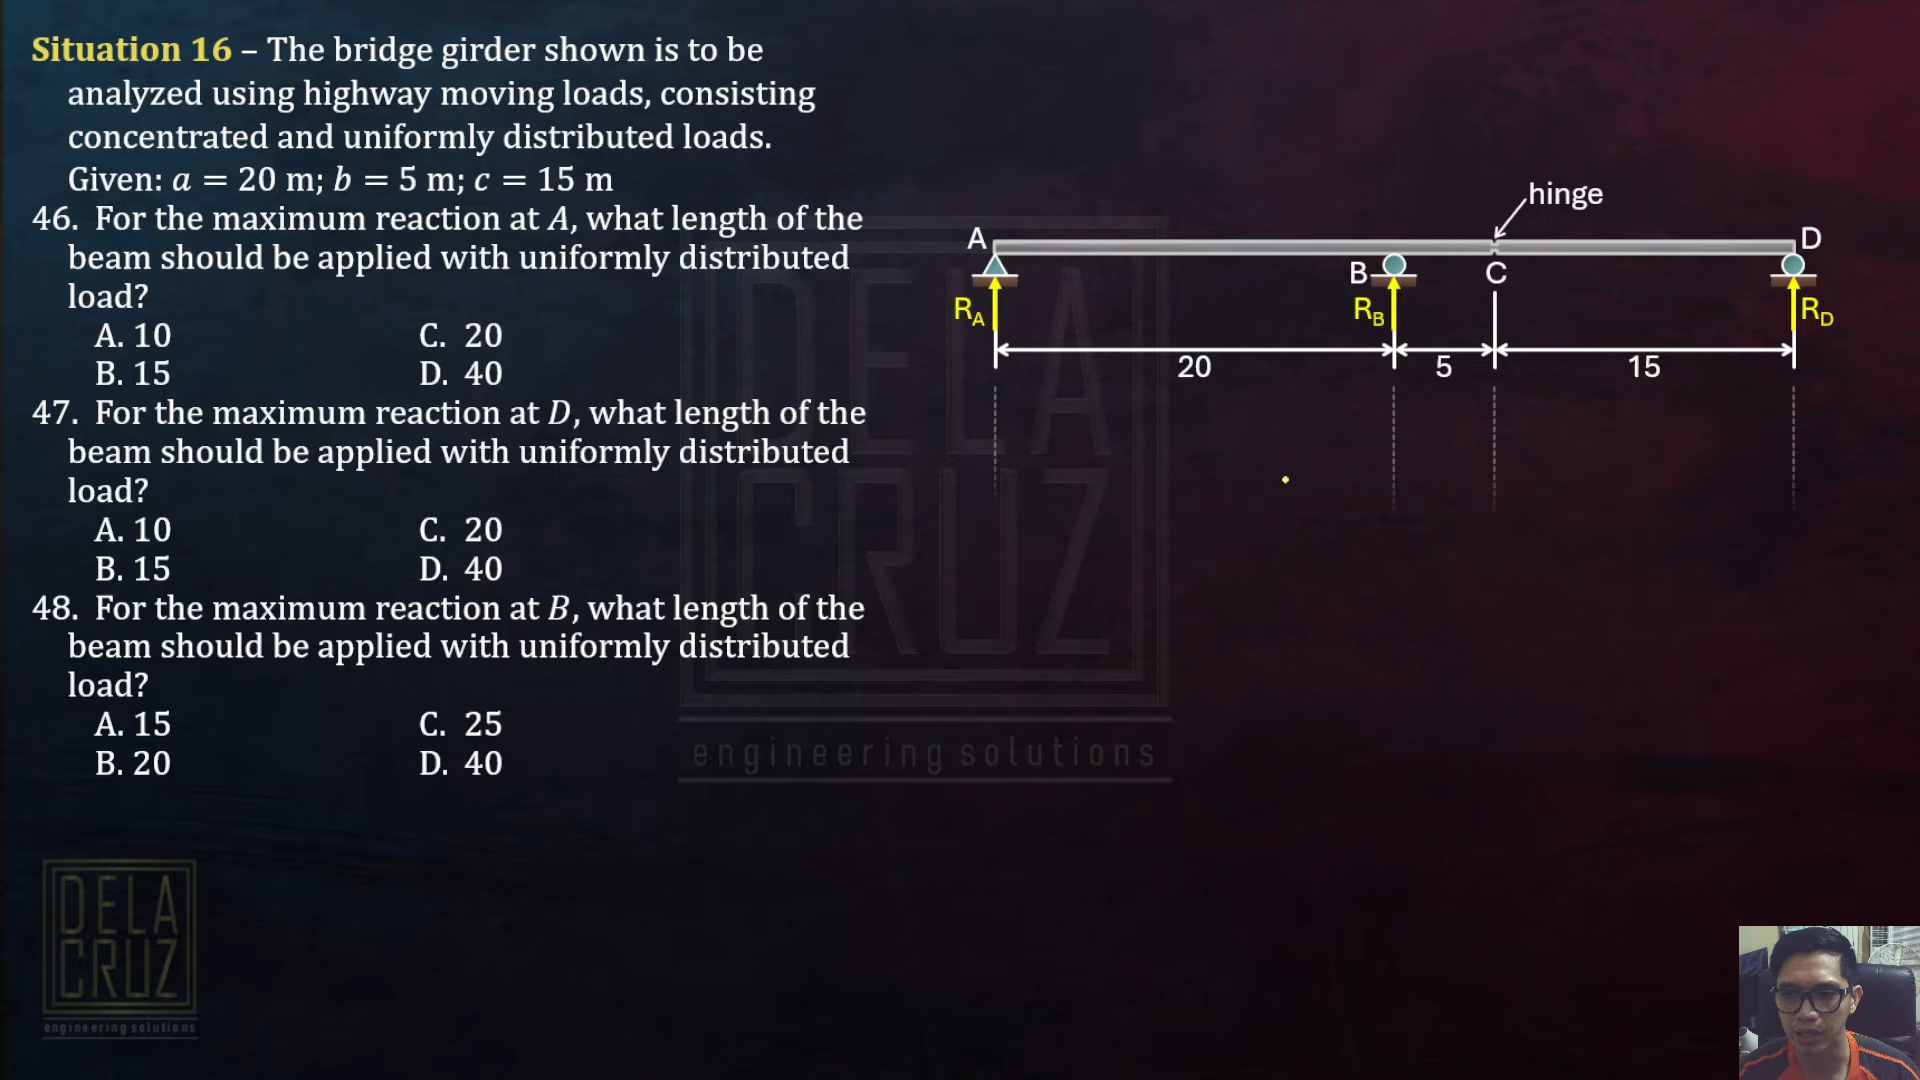 Situation 16 – The bridge girder shown is to be
analyzed using highway moving loads, consisting
concentrated and uniformly distributed loads.
Given: a = 20 m; b = 5 m; c = 15 m
46. For the maximum reaction at A, what length of the
beam should be applied with uniformly distributed
load?
A. 10 C. 20
B. 15 D. 40
47. For the maximum reaction at D, what length of the
beam should be applied with uniformly distributed
load?
A. 10 C. 20
B. 15 D. 40
48. For the maximum reaction at B, what length of the
beam should be applied with uniformly distributed
load?
A. 15 C. 25
B. 20 D. 40
hinge
A D
B C
R_A R_B R_D
20 5 15
DELA
CRUZ
engineering solutions
DELA
CRUZ
engineering solutions